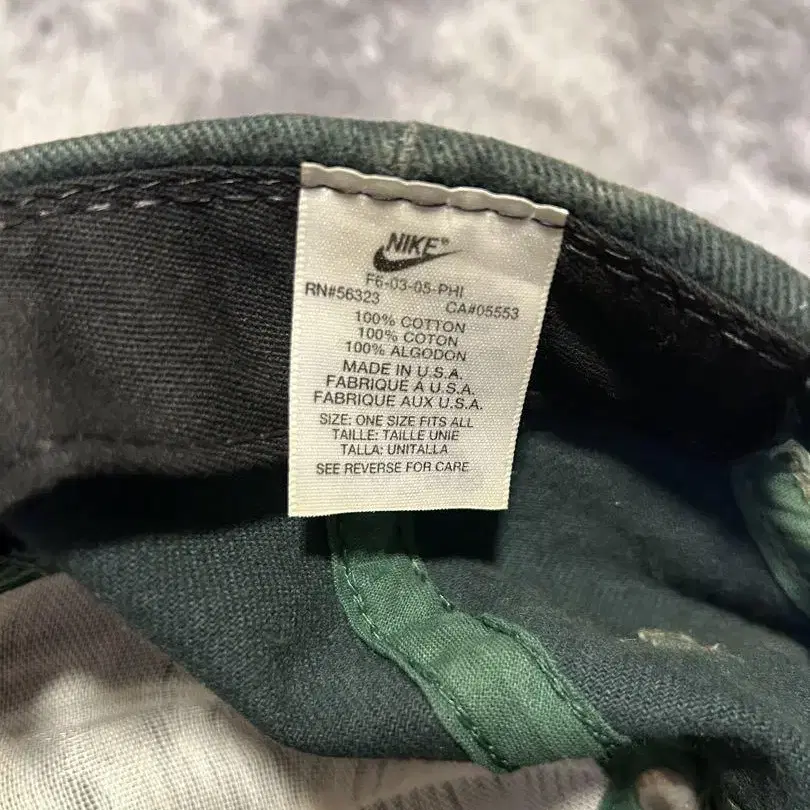 NIKE®
F6-03-05-PHI
RN#56323 CA#05553
100% COTTON
100% COTON
100% ALGODON
MADE IN U.S.A.
FABRIQUÉ À U.S.A.
FABRIQUE AUX U.S.A.
SIZE: ONE SIZE FITS ALL
TAILLE: TAILLE UNIE
TALLA: UNITALLA
SEE REVERSE FOR CARE